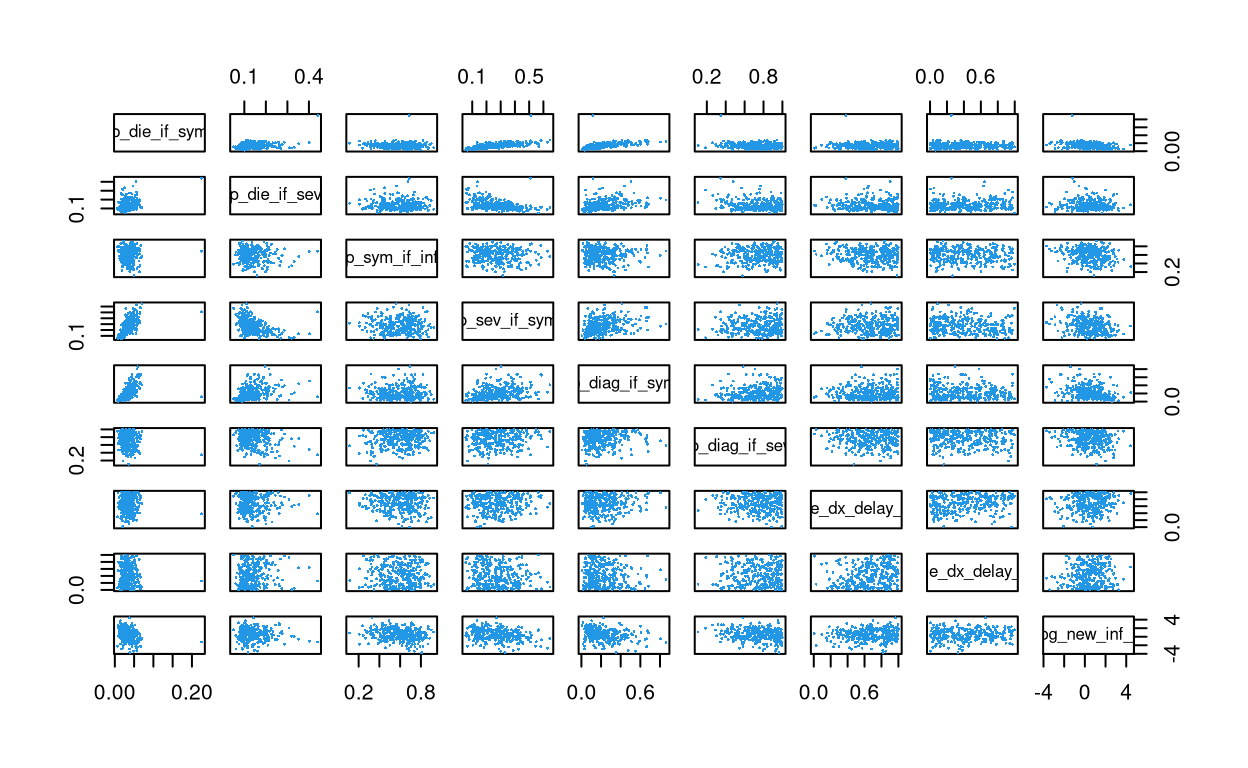 0.1 0.4 0.1 0.5 0.2 0.8 0.0 0.6
p_die_if_sym 0.00
0.1 p_die_if_sev
p_sym_if_inf 0.2
0.1 p_sev_if_sym
_diag_if_sym 0.0
0.2 p_diag_if_sev
e_dx_delay_ 0.0
0.0 e_dx_delay_
og_new_inf_ -4 4
0.00 0.20 0.2 0.8 0.0 0.6 0.0 0.6 -4 0 4